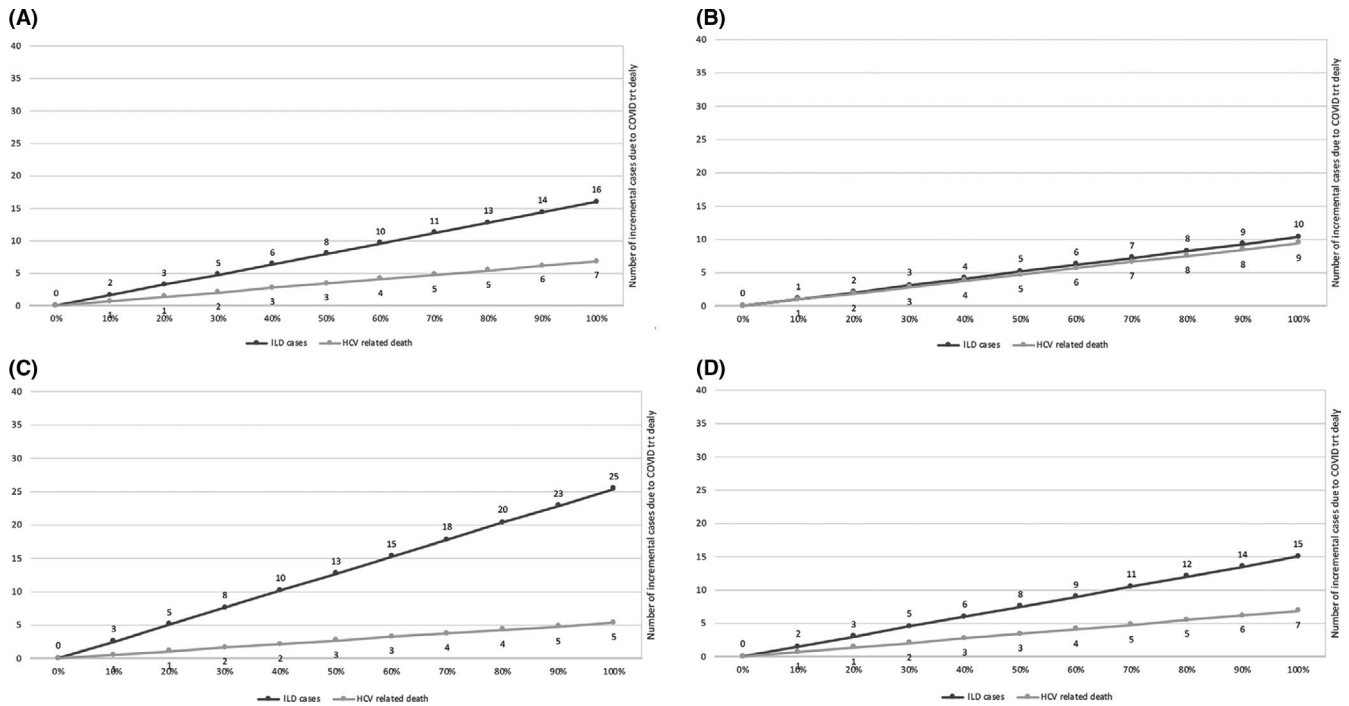 (A)
40
35
30
25
20
15
10
5
0
0 2 3 5 6 8 10 11 13 14 16
1 1 2 3 3 4 5 5 6 7
0% 10% 20% 30% 40% 50% 60% 70% 80% 90% 100%
Number of incremental cases due to COVID trt dealy
ILD cases HCV related death
(B)
40
35
30
25
20
15
10
5
0
0 1 2 3 4 5 6 7 8 9 10
1 2 3 4 5 6 7 8 8 9
0% 10% 20% 30% 40% 50% 60% 70% 80% 90% 100%
Number of incremental cases due to COVID trt dealy
ILD cases HCV related death
(C)
40
35
30
25
20
15
10
5
0
0 3 5 8 10 13 15 18 20 23 25
1 1 2 2 3 3 4 4 5 5
0% 10% 20% 30% 40% 50% 60% 70% 80% 90% 100%
Number of incremental cases due to COVID trt dealy
ILD cases HCV related death
(D)
40
35
30
25
20
15
10
5
0
0 2 3 5 6 8 9 11 12 14 15
1 1 2 3 3 4 5 5 6 7
0% 10% 20% 30% 40% 50% 60% 70% 80% 90% 100%
Number of incremental cases due to COVID trt dealy
ILD cases HCV related death